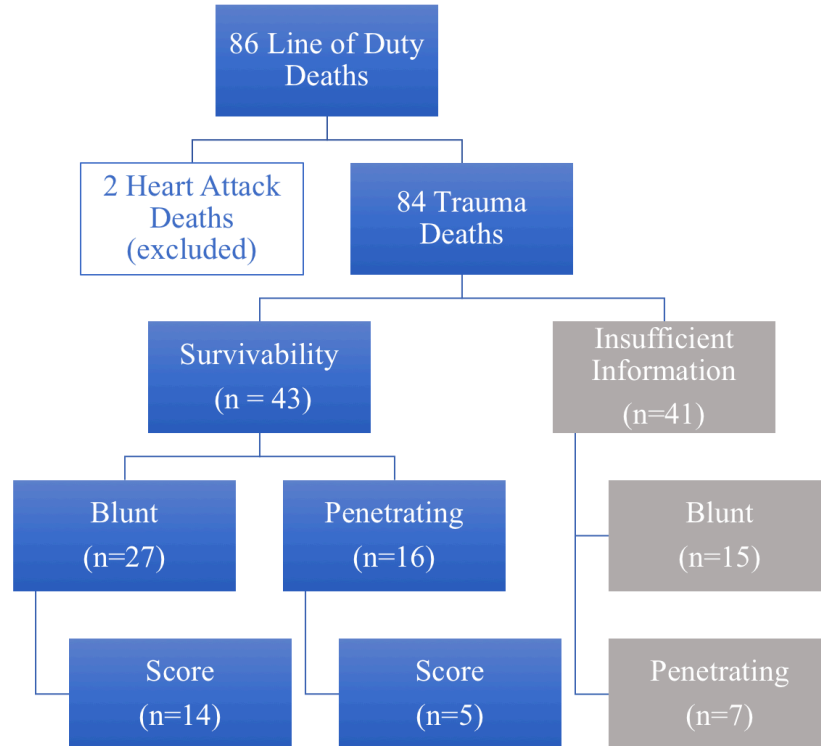 86 Line of Duty
Deaths
2 Heart Attack
Deaths
(excluded)
84 Trauma
Deaths
Survivability
(n = 43)
Insufficient
Information
(n=41)
Blunt
(n=27)
Penetrating
(n=16)
Blunt
(n=15)
Score
(n=14)
Score
(n=5)
Penetrating
(n=7)